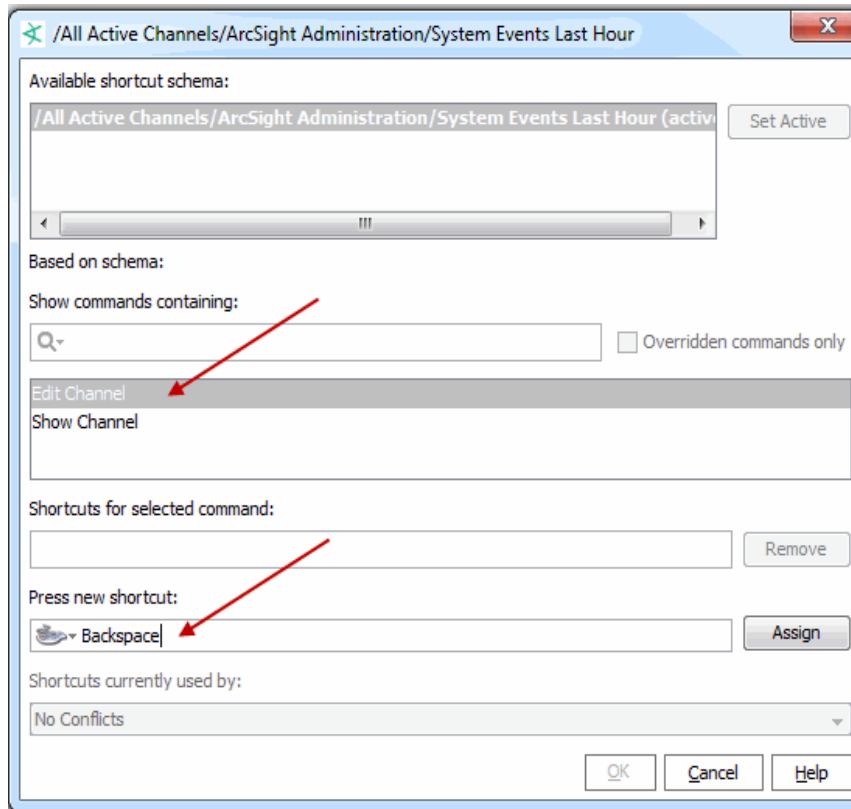 /All Active Channels/ArcSight Administration/System Events Last Hour
Available shortcut schema:
/All Active Channels/ArcSight Administration/System Events Last Hour (active
Set Active
Based on schema:
Show commands containing:
Overridden commands only
Edit Channel
Show Channel
Shortcuts for selected command:
Remove
Press new shortcut:
Backspace
Assign
Shortcuts currently used by:
No Conflicts
OK Cancel Help